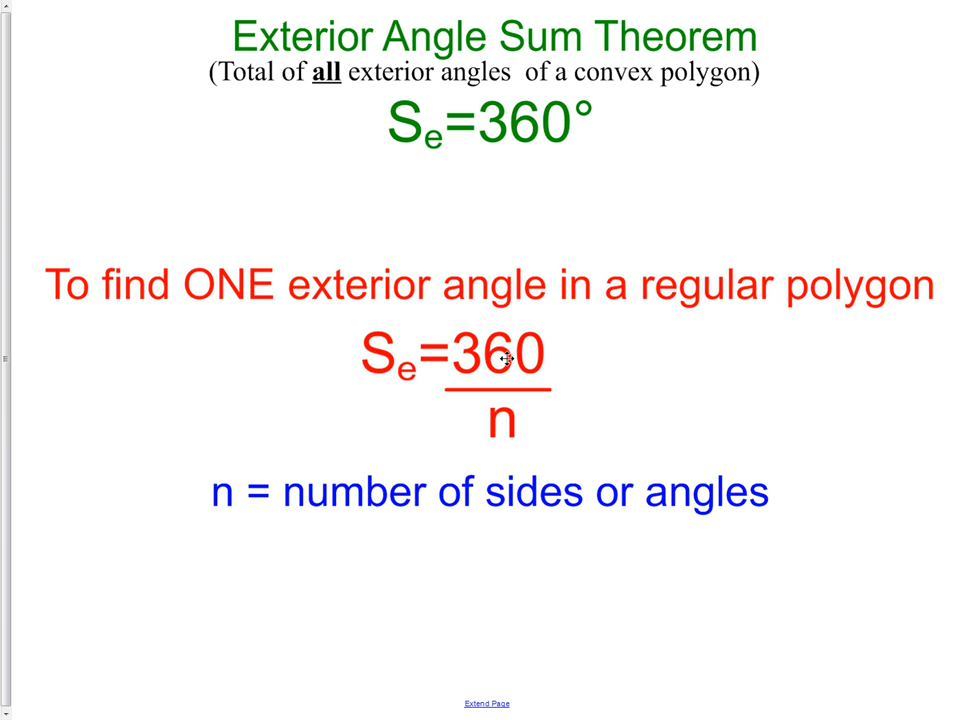 Exterior Angle Sum Theorem
(Total of all exterior angles of a convex polygon)
Se=360°
To find ONE exterior angle in a regular polygon
Se=360
n
n = number of sides or angles
Extend Page